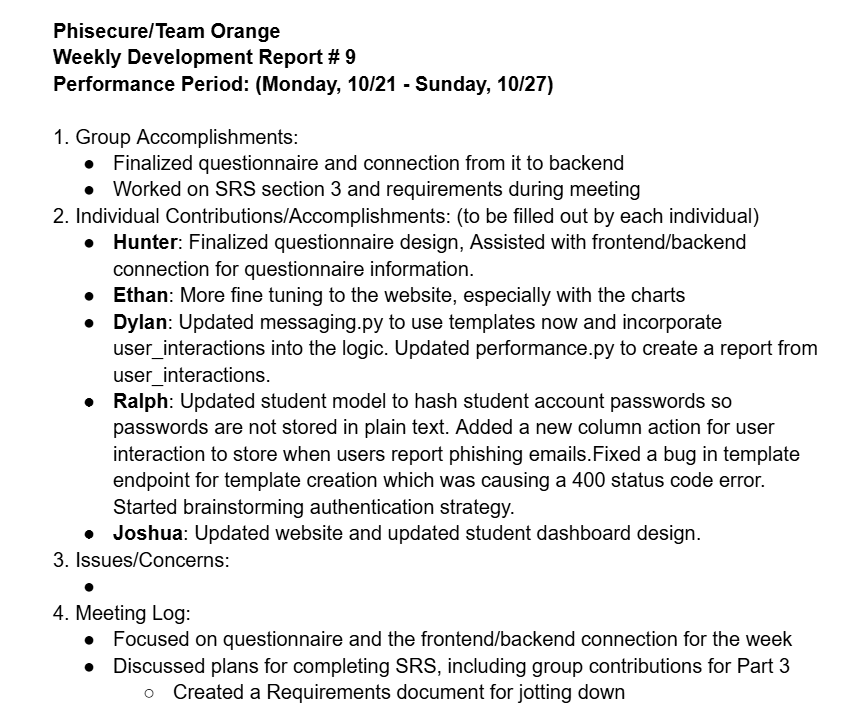 Phisecure/Team Orange
Weekly Development Report # 9
Performance Period: (Monday, 10/21 - Sunday, 10/27)
1. Group Accomplishments:
● Finalized questionnaire and connection from it to backend
● Worked on SRS section 3 and requirements during meeting
2. Individual Contributions/Accomplishments: (to be filled out by each individual)
● Hunter: Finalized questionnaire design, Assisted with frontend/backend
connection for questionnaire information.
● Ethan: More fine tuning to the website, especially with the charts
● Dylan: Updated messaging.py to use templates now and incorporate
user_interactions into the logic. Updated performance.py to create a report from
user_interactions.
● Ralph: Updated student model to hash student account passwords so
passwords are not stored in plain text. Added a new column action for user
interaction to store when users report phishing emails.Fixed a bug in template
endpoint for template creation which was causing a 400 status code error.
Started brainstorming authentication strategy.
● Joshua: Updated website and updated student dashboard design.
3. Issues/Concerns:
●
4. Meeting Log:
● Focused on questionnaire and the frontend/backend connection for the week
● Discussed plans for completing SRS, including group contributions for Part 3
○ Created a Requirements document for jotting down